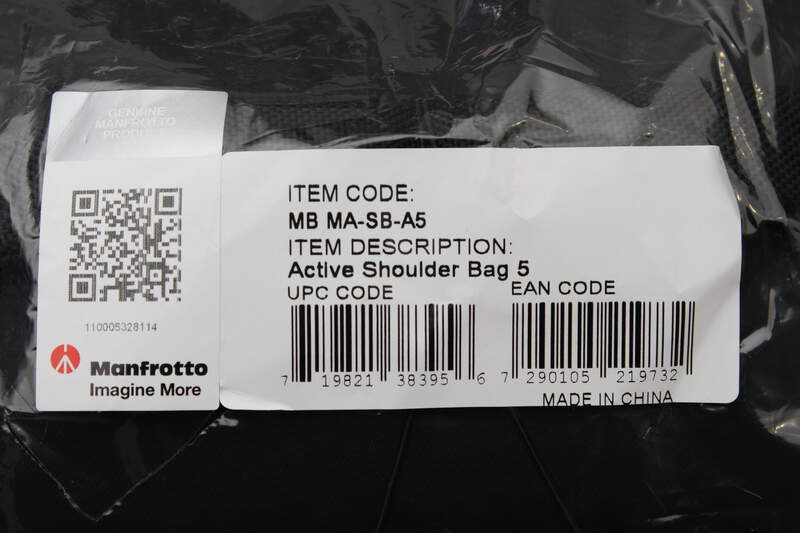 GENUINE
MANFROTTO
PRODUCT
110005328114
Manfrotto
Imagine More
ITEM CODE:
MB MA-SB-A5
ITEM DESCRIPTION:
Active Shoulder Bag 5
UPC CODE
EAN CODE
7 19821 38395 6
7 290105 219732
MADE IN CHINA